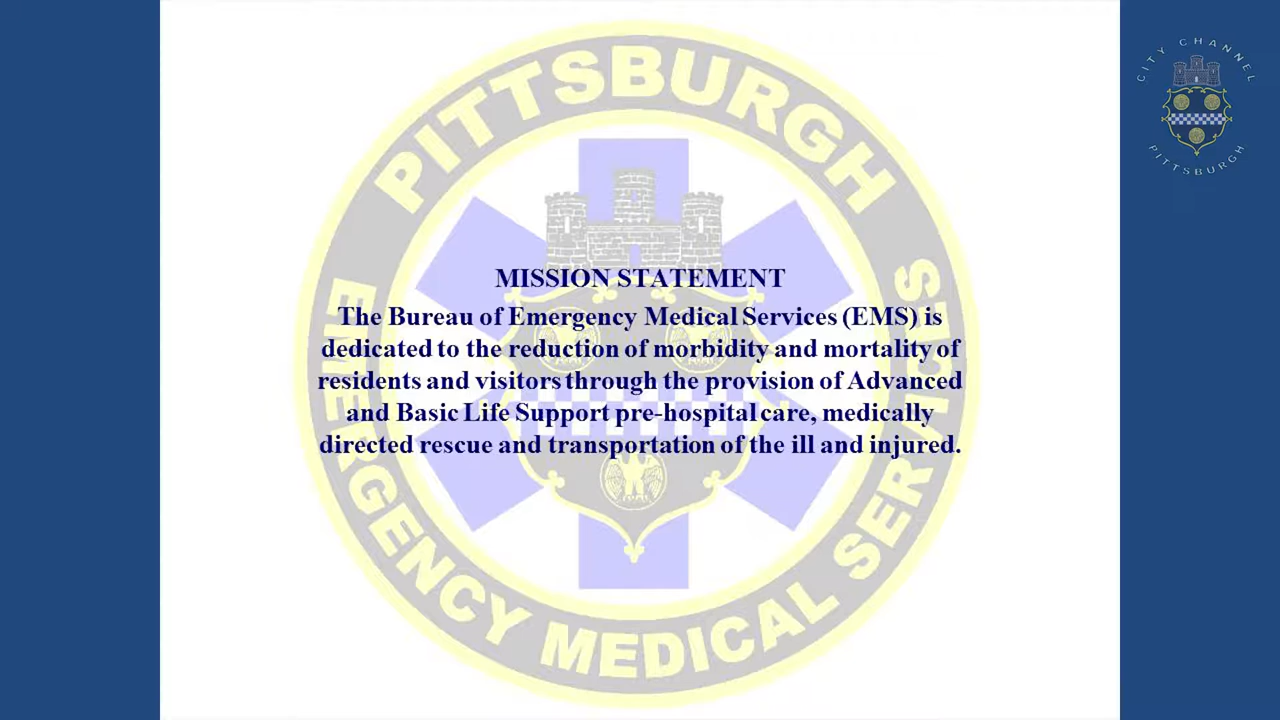 PITTSBURGH
CITY CHANNEL
PITTSBURGH
MISSION STATEMENT
The Bureau of Emergency Medical Services (EMS) is
dedicated to the reduction of morbidity and mortality of
residents and visitors through the provision of Advanced
and Basic Life Support pre-hospital care, medically
directed rescue and transportation of the ill and injured.
EMERGENCY MEDICAL SERVICES